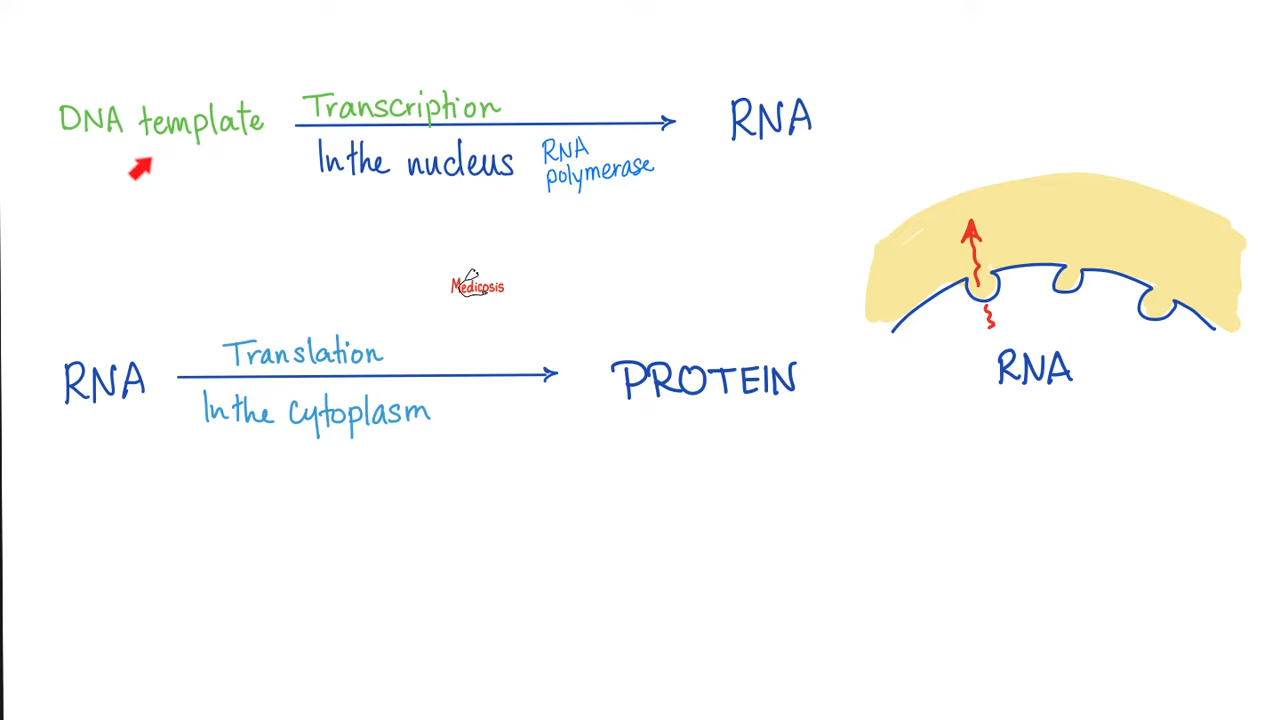 DNA template
Transcription
In the nucleus
RNA
polymerase
RNA
Medicosis
RNA
Translation
In the cytoplasm
PROTEIN
RNA